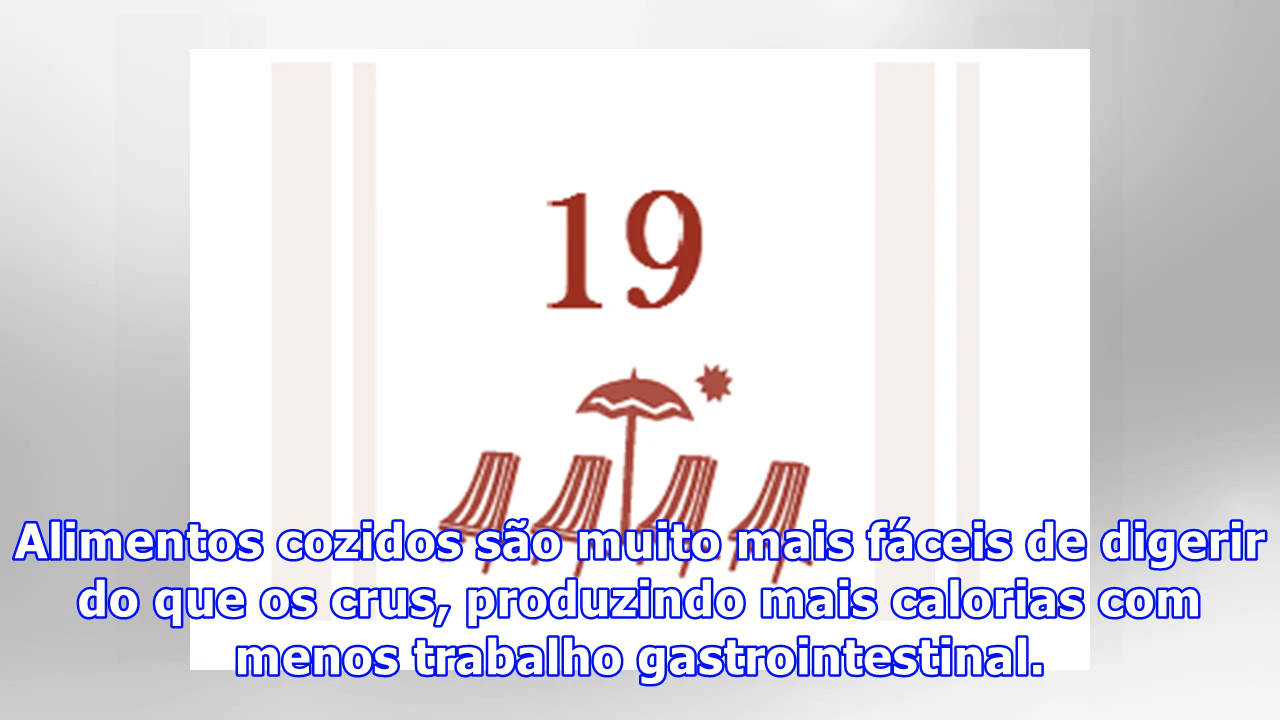 19
Alimentos cozidos são muito mais fáceis de digerir
do que os crus, produzindo mais calorias com
menos trabalho gastrointestinal.